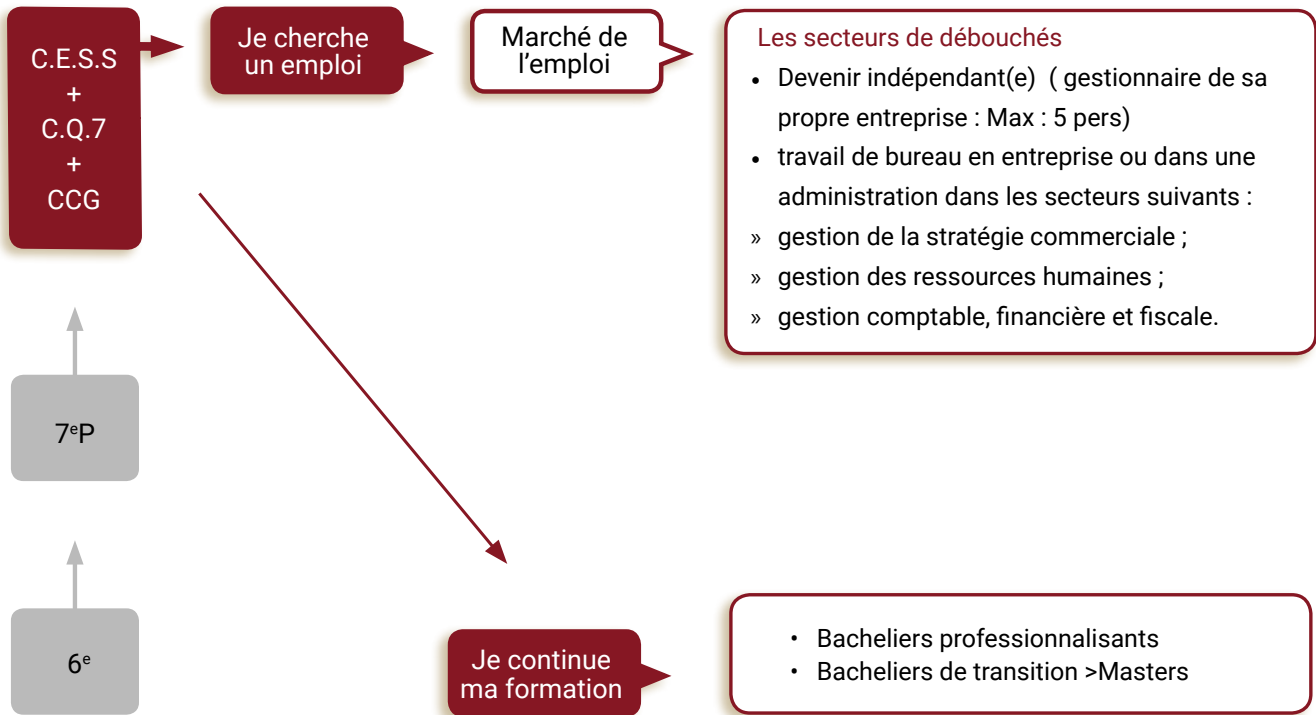 C.E.S.S
+
C.Q.7
+
CCG
Je cherche
un emploi
Marché de
l'emploi
Les secteurs de débouchés
• Devenir indépendant(e) ( gestionnaire de sa
propre entreprise : Max : 5 pers)
• travail de bureau en entreprise ou dans une
administration dans les secteurs suivants :
» gestion de la stratégie commerciale ;
» gestion des ressources humaines ;
» gestion comptable, financière et fiscale.
7ᵉP
6ᵉ
Je continue
ma formation
• Bacheliers professionnalisants
• Bacheliers de transition >Masters